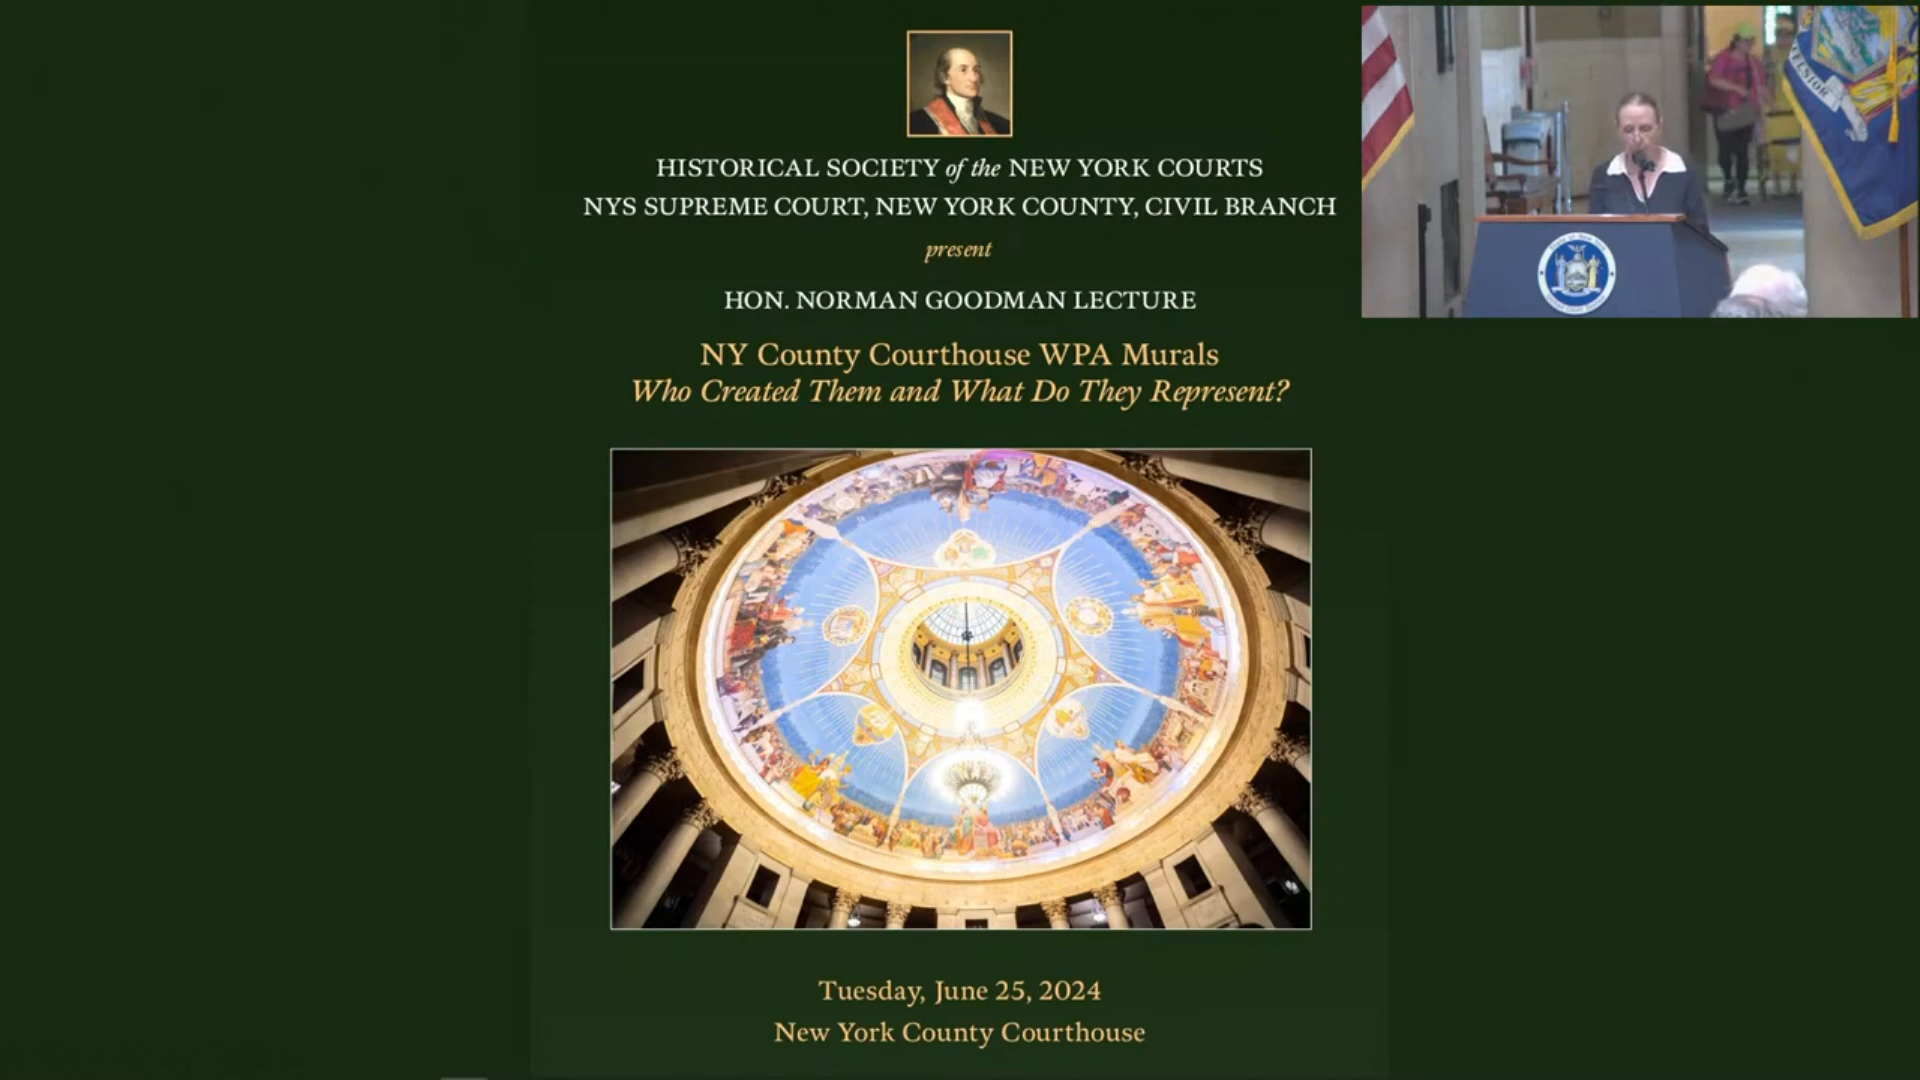 HISTORICAL SOCIETY of the NEW YORK COURTS
NYS SUPREME COURT, NEW YORK COUNTY, CIVIL BRANCH
present
HON. NORMAN GOODMAN LECTURE
NY County Courthouse WPA Murals
Who Created Them and What Do They Represent?
Tuesday, June 25, 2024
New York County Courthouse
EXCELSIOR